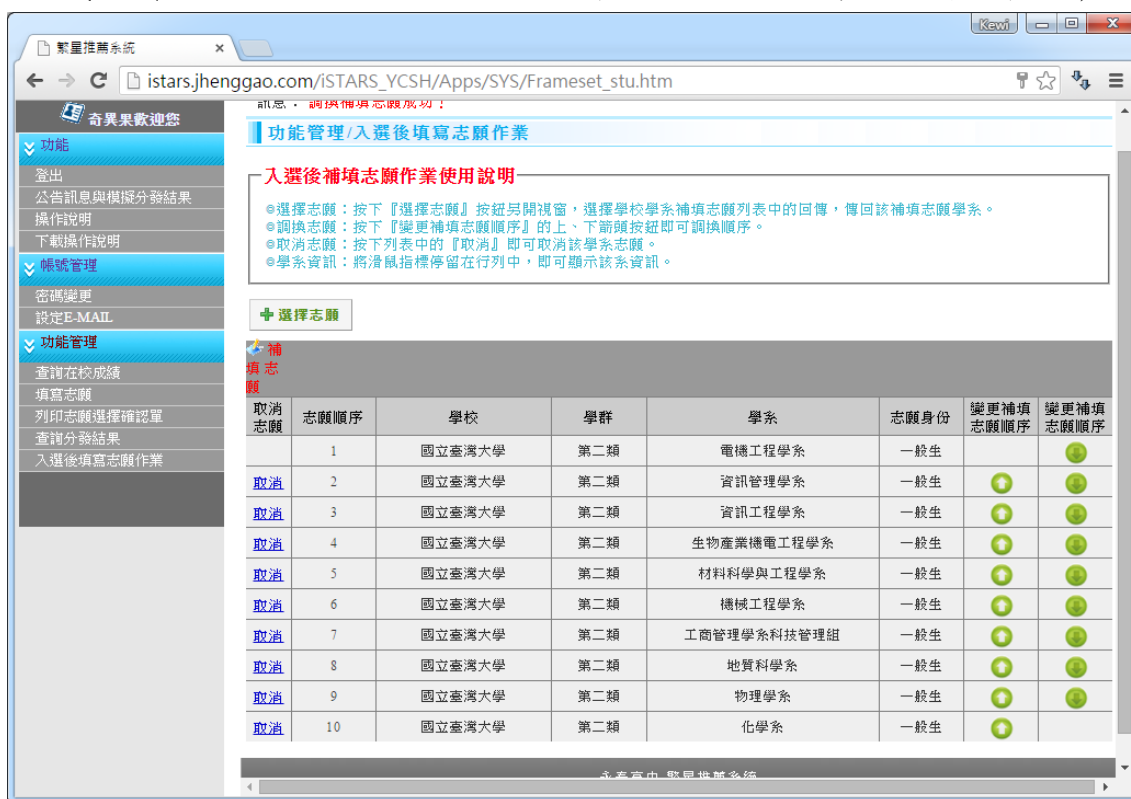 Kewi
繁星推薦系統
istars.jhenggao.com/iSTARS_YCSH/Apps/SYS/Frameset_stu.htm
奇異果歡迎您
功能
登出
公告訊息與模擬分發結果
操作說明
下載操作說明
帳號管理
密碼變更
設定E-MAIL
功能管理
查詢在校成績
填寫志願
列印志願選擇確認單
查詢分發結果
入選後填寫志願作業
訊息： 調換補填志願成功！
功能管理/入選後填寫志願作業
入選後補填志願作業使用說明
◎選擇志願：按下『選擇志願』按鈕另開視窗，選擇學校學系補填志願列表中的回傳，傳回該補填志願學系。
◎調換志願：按下『變更補填志願順序』的上、下箭頭按鈕即可調換順序。
◎取消志願：按下列表中的『取消』即可取消該學系志願。
◎學系資訊：將滑鼠指標停留在行列中，即可顯示該系資訊。
選擇志願
補填志願
取消志願 志願順序 學校 學群 學系 志願身份 變更補填志願順序 變更補填志願順序
1 國立臺灣大學 第二類 電機工程學系 一般生
取消 2 國立臺灣大學 第二類 資訊管理學系 一般生
取消 3 國立臺灣大學 第二類 資訊工程學系 一般生
取消 4 國立臺灣大學 第二類 生物產業機電工程學系 一般生
取消 5 國立臺灣大學 第二類 材料科學與工程學系 一般生
取消 6 國立臺灣大學 第二類 機械工程學系 一般生
取消 7 國立臺灣大學 第二類 工商管理學系科技管理組 一般生
取消 8 國立臺灣大學 第二類 地質科學系 一般生
取消 9 國立臺灣大學 第二類 物理學系 一般生
取消 10 國立臺灣大學 第二類 化學系 一般生
永春高中 繁星推薦系統